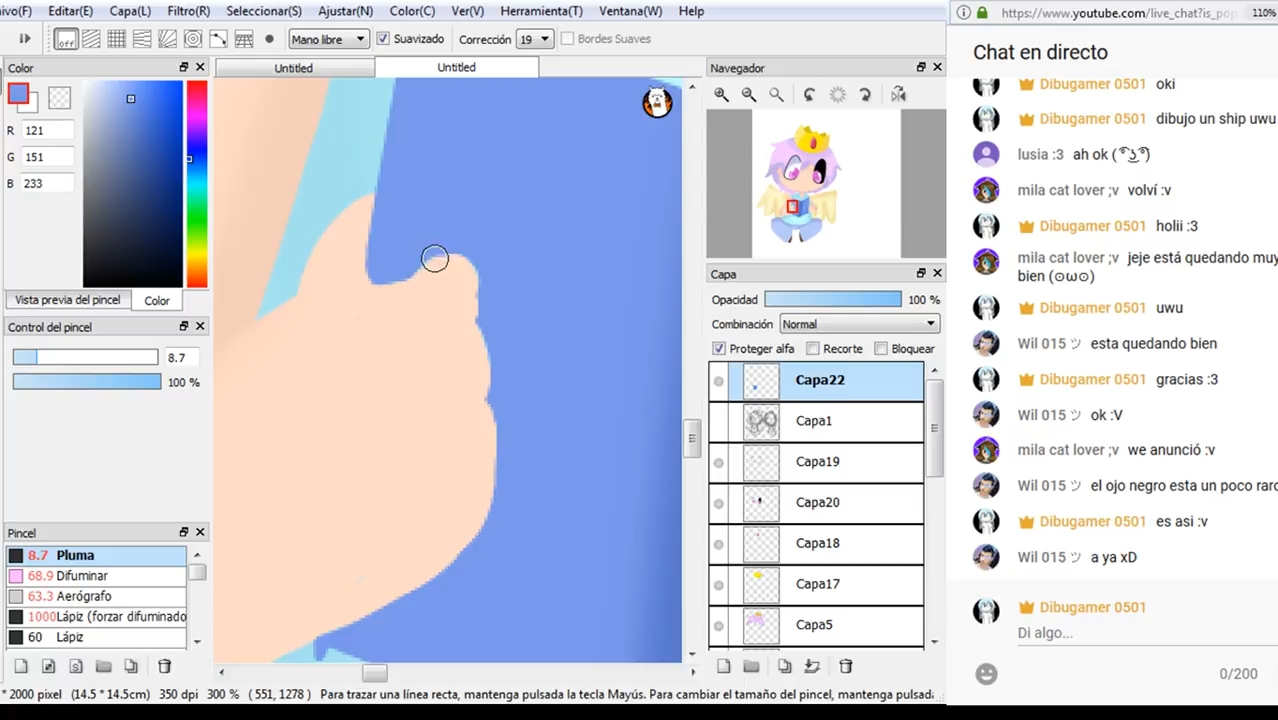 ivo(F) Editar(E) Capa(L) Filtro(R) Seleccionar(S) Ajustar(N) Color(C) Ver(V) Herramienta(T) Ventana(W) Help
off Mano libre Suavizado Corrección 19 Bordes Suaves
Color
Untitled Untitled
R 121
G 151
B 233
Vista previa del pincel Color
Control del pincel
8.7
100 %
Pincel
8.7 Pluma
68.9 Difuminar
63.3 Aerógrafo
1000 Lápiz (forzar difuminado
60 Lápiz
* 2000 pixel (14.5 * 14.5cm) 350 dpi 300 % (551, 1278) Para trazar una línea recta, mantenga pulsada la tecla Mayús. Para cambiar el tamaño del pincel, mantenga pulsada
Navegador
Capa
Opacidad 100 %
Combinación Normal
Proteger alfa Recorte Bloquear
Capa22
Capa1
Capa19
Capa20
Capa18
Capa17
Capa5
https://www.youtube.com/live_chat?is_po 110%
Chat en directo
Dibugamer 0501 oki
Dibugamer 0501 dibujo un ship uwu
lusia :3 ah ok ( ͡° ͜ʖ ͡°)
mila cat lover ;v volví :v
Dibugamer 0501 holii :3
mila cat lover ;v jeje está quedando muy
bien (⊙ω⊙)
Dibugamer 0501 uwu
Wil 015 ツ esta quedando bien
Dibugamer 0501 gracias :3
Wil 015 ツ ok :V
mila cat lover ;v we anunció :v
Wil 015 ツ el ojo negro esta un poco raro
Dibugamer 0501 es asi :v
Wil 015 ツ a ya xD
Dibugamer 0501
Di algo...
0/200